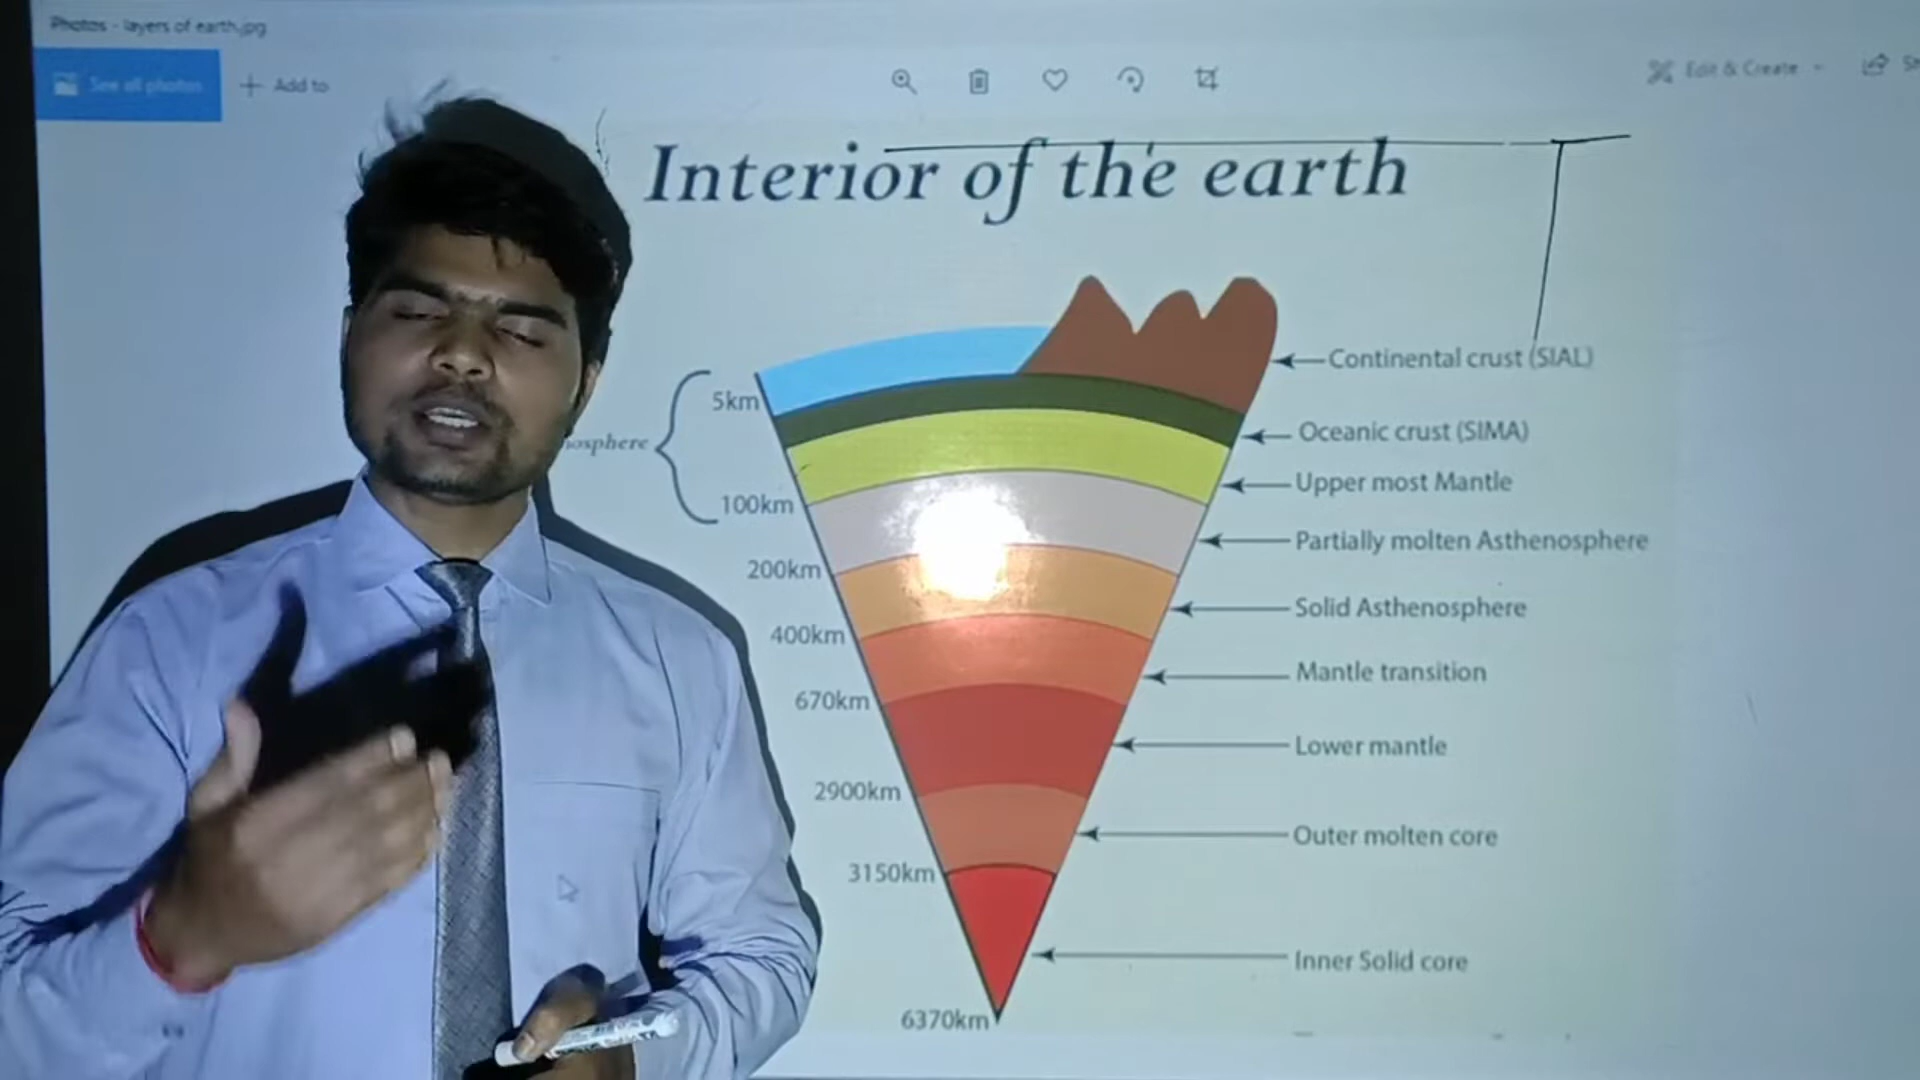 Photos - layers of earth.jpg
See all photos
Add to
Edit & Create
Interior of the earth
Continental crust (SIAL)
5km
Oceanic crust (SIMA)
Upper most Mantle
100km
Partially molten Asthenosphere
200km
Solid Asthenosphere
400km
Mantle transition
670km
Lower mantle
2900km
Outer molten core
3150km
Inner Solid core
6370km